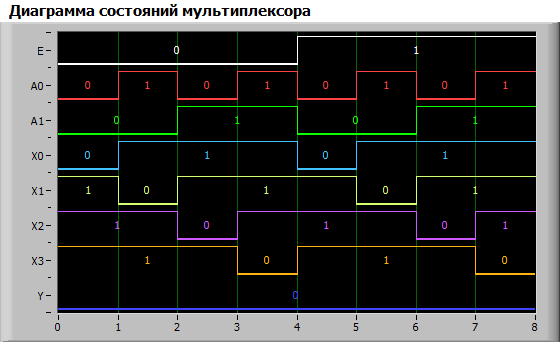 Диаграмма состояний мультиплексора
E 0 1
A0 0 1 0 1 0 1 0 1
A1 0 1 0 1
X0 0 1 0 1
X1 1 0 1 0 1
X2 1 0 1 0 1
X3 1 0 1 0
Y 0
0 1 2 3 4 5 6 7 8